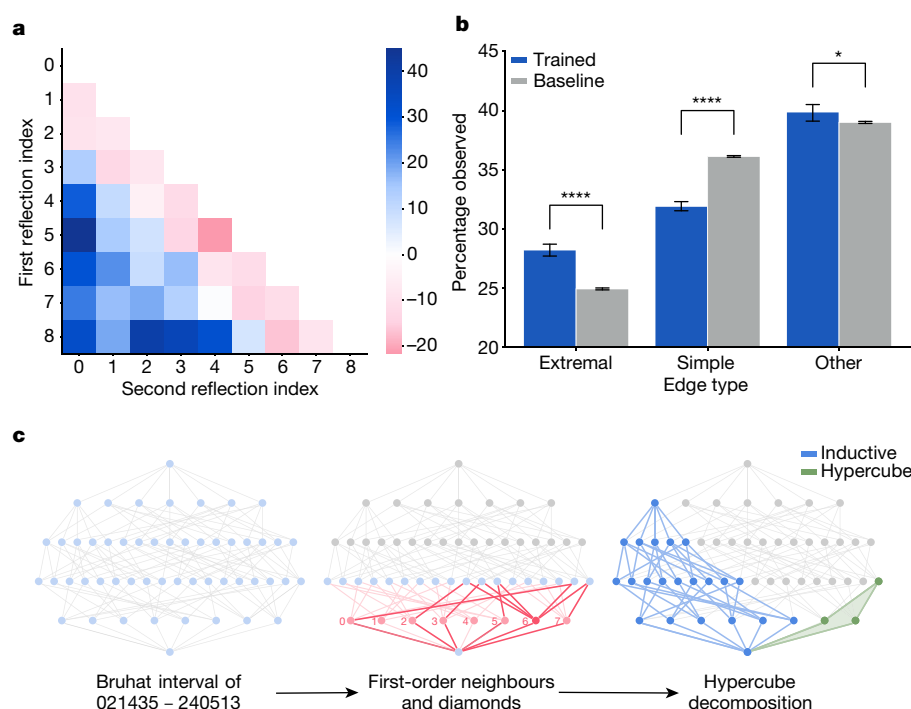 a
First reflection index
0
1
2
3
4
5
6
7
8
0 1 2 3 4 5 6 7 8
Second reflection index
40
30
20
10
0
−10
−20
b
Percentage observed
45
40
35
30
25
20
Trained
Baseline
****
****
*
Extremal Simple Other
Edge type
c
Inductive
Hypercube
0 1 2 3 4 5 6 7
Bruhat interval of
021435 – 240513
First-order neighbours
and diamonds
Hypercube
decomposition